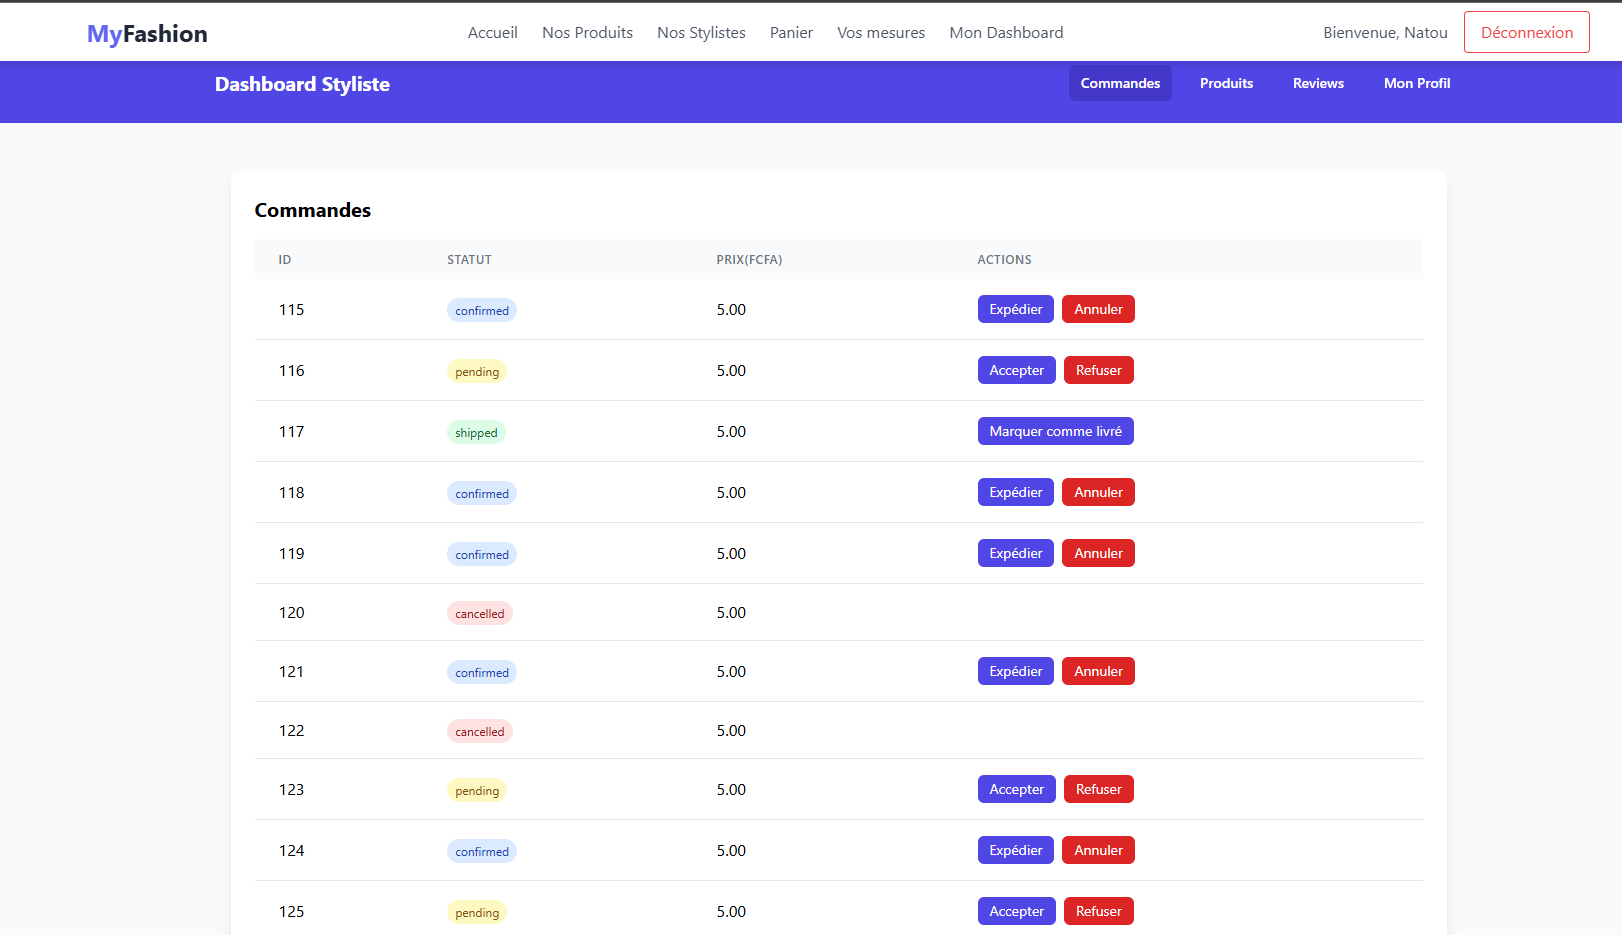 MyFashion Accueil Nos Produits Nos Stylistes Panier Vos mesures Mon Dashboard Bienvenue, Natou Déconnexion
Dashboard Styliste Commandes Produits Reviews Mon Profil
Commandes
ID STATUT PRIX(FCFA) ACTIONS
115 confirmed 5.00 Expédier Annuler
116 pending 5.00 Accepter Refuser
117 shipped 5.00 Marquer comme livré
118 confirmed 5.00 Expédier Annuler
119 confirmed 5.00 Expédier Annuler
120 cancelled 5.00
121 confirmed 5.00 Expédier Annuler
122 cancelled 5.00
123 pending 5.00 Accepter Refuser
124 confirmed 5.00 Expédier Annuler
125 pending 5.00 Accepter Refuser